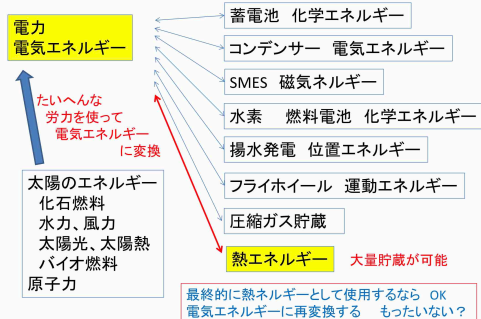 電力
電気エネルギー
たいへんな
労力を使って
電気エネルギー
に変換
太陽のエネルギー
化石燃料
水力、風力
太陽光、太陽熱
バイオ燃料
原子力
蓄電池 化学エネルギー
コンデンサー 電気エネルギー
SMES 磁気ネルギー
水素 燃料電池 化学エネルギー
揚水発電 位置エネルギー
フライホイール 運動エネルギー
圧縮ガス貯蔵
熱エネルギー 大量貯蔵が可能
最終的に熱ネルギーとして使用するなら OK
電気エネルギーに再変換する もったいない？